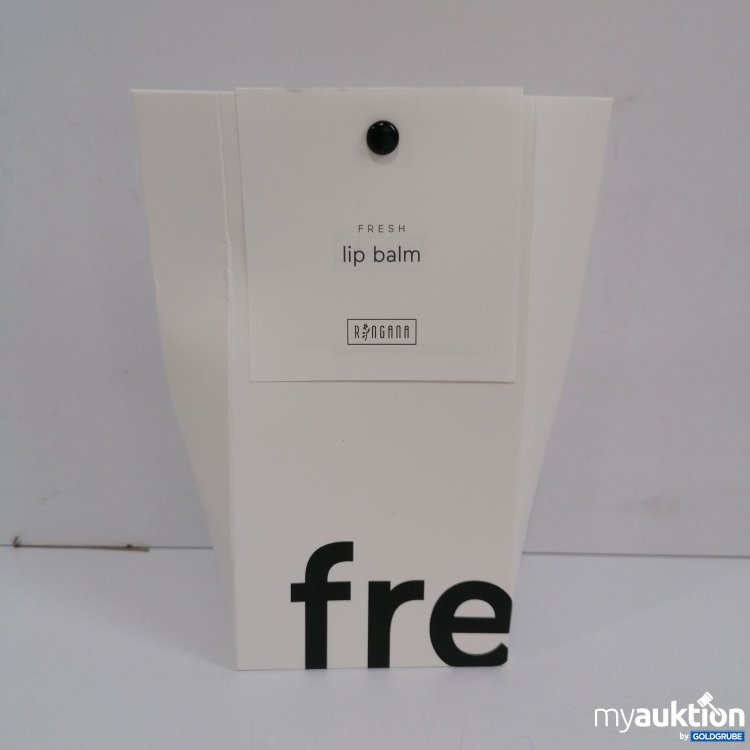 FRESH
lip balm
RINGANA
fre
myauktion
by GOLDGRUBE